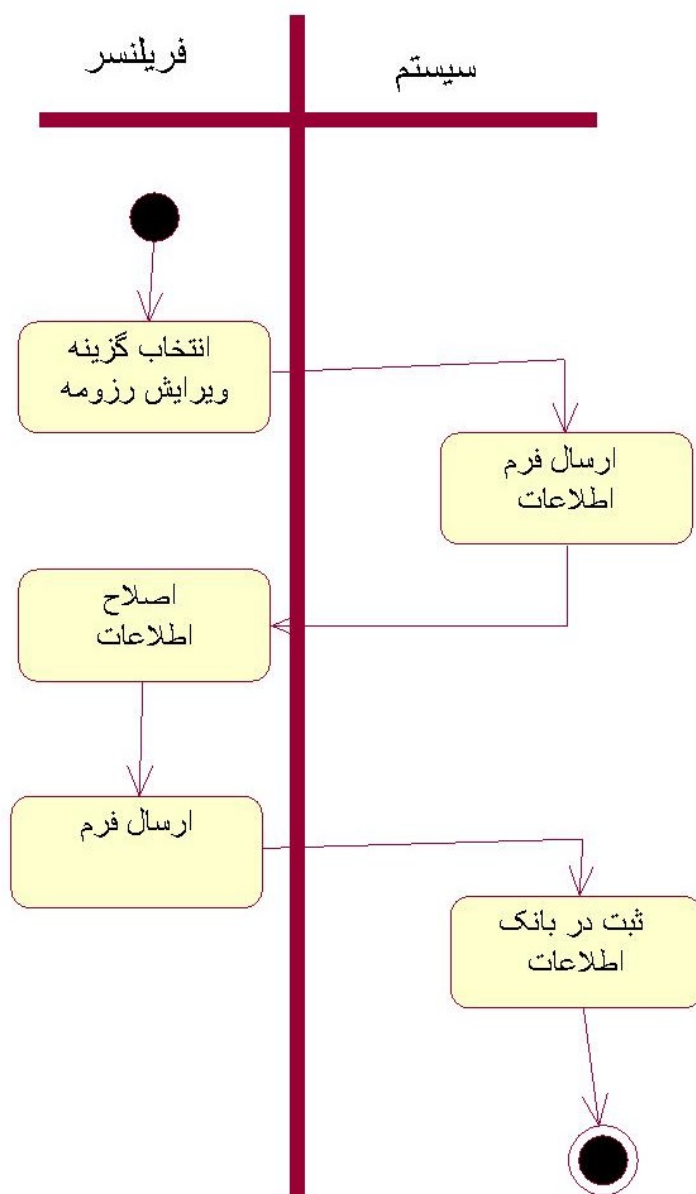 فریلنسر
سیستم
انتخاب گزینه
ویرایش رزومه
ارسال فرم
اطلاعات
اصلاح
اطلاعات
ارسال فرم
ثبت در بانک
اطلاعات